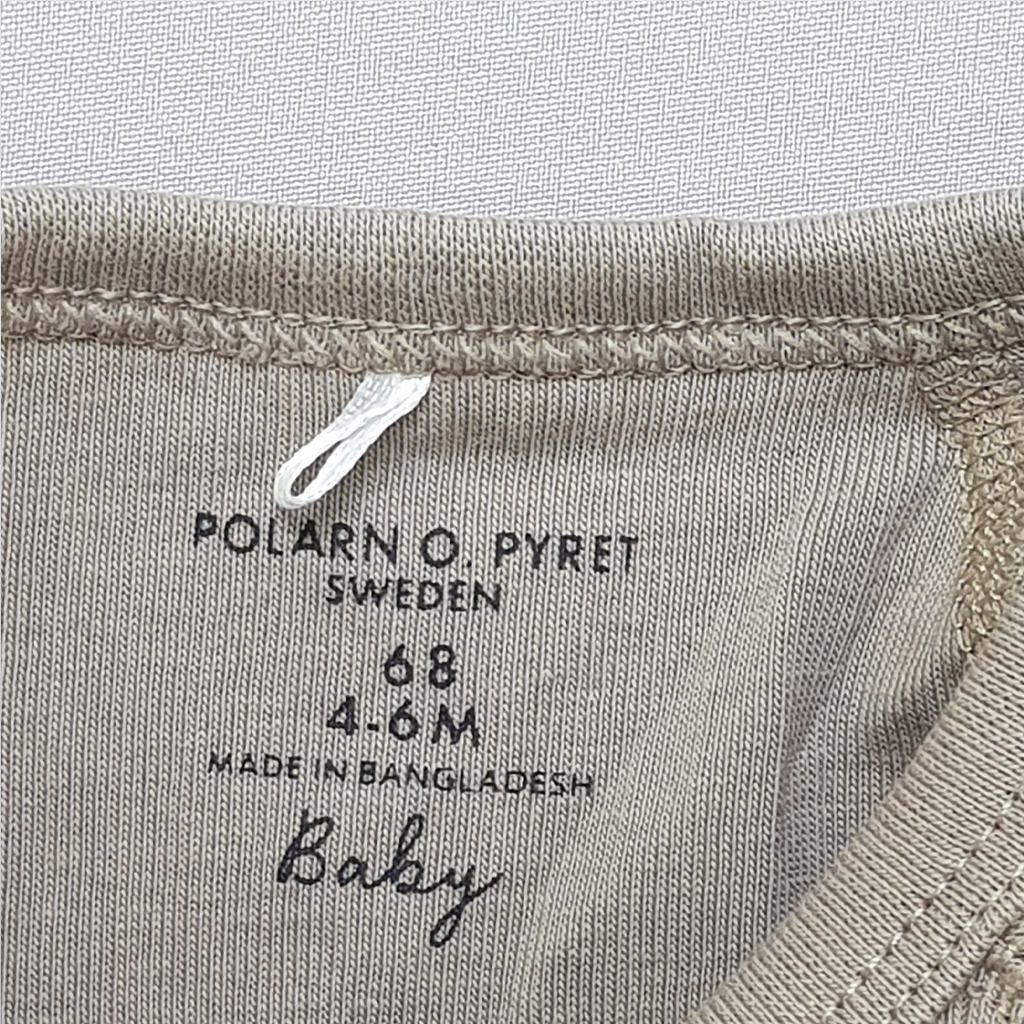 POLARN O. PYRET
SWEDEN
68
4-6M
MADE IN BANGLADESH
Baby